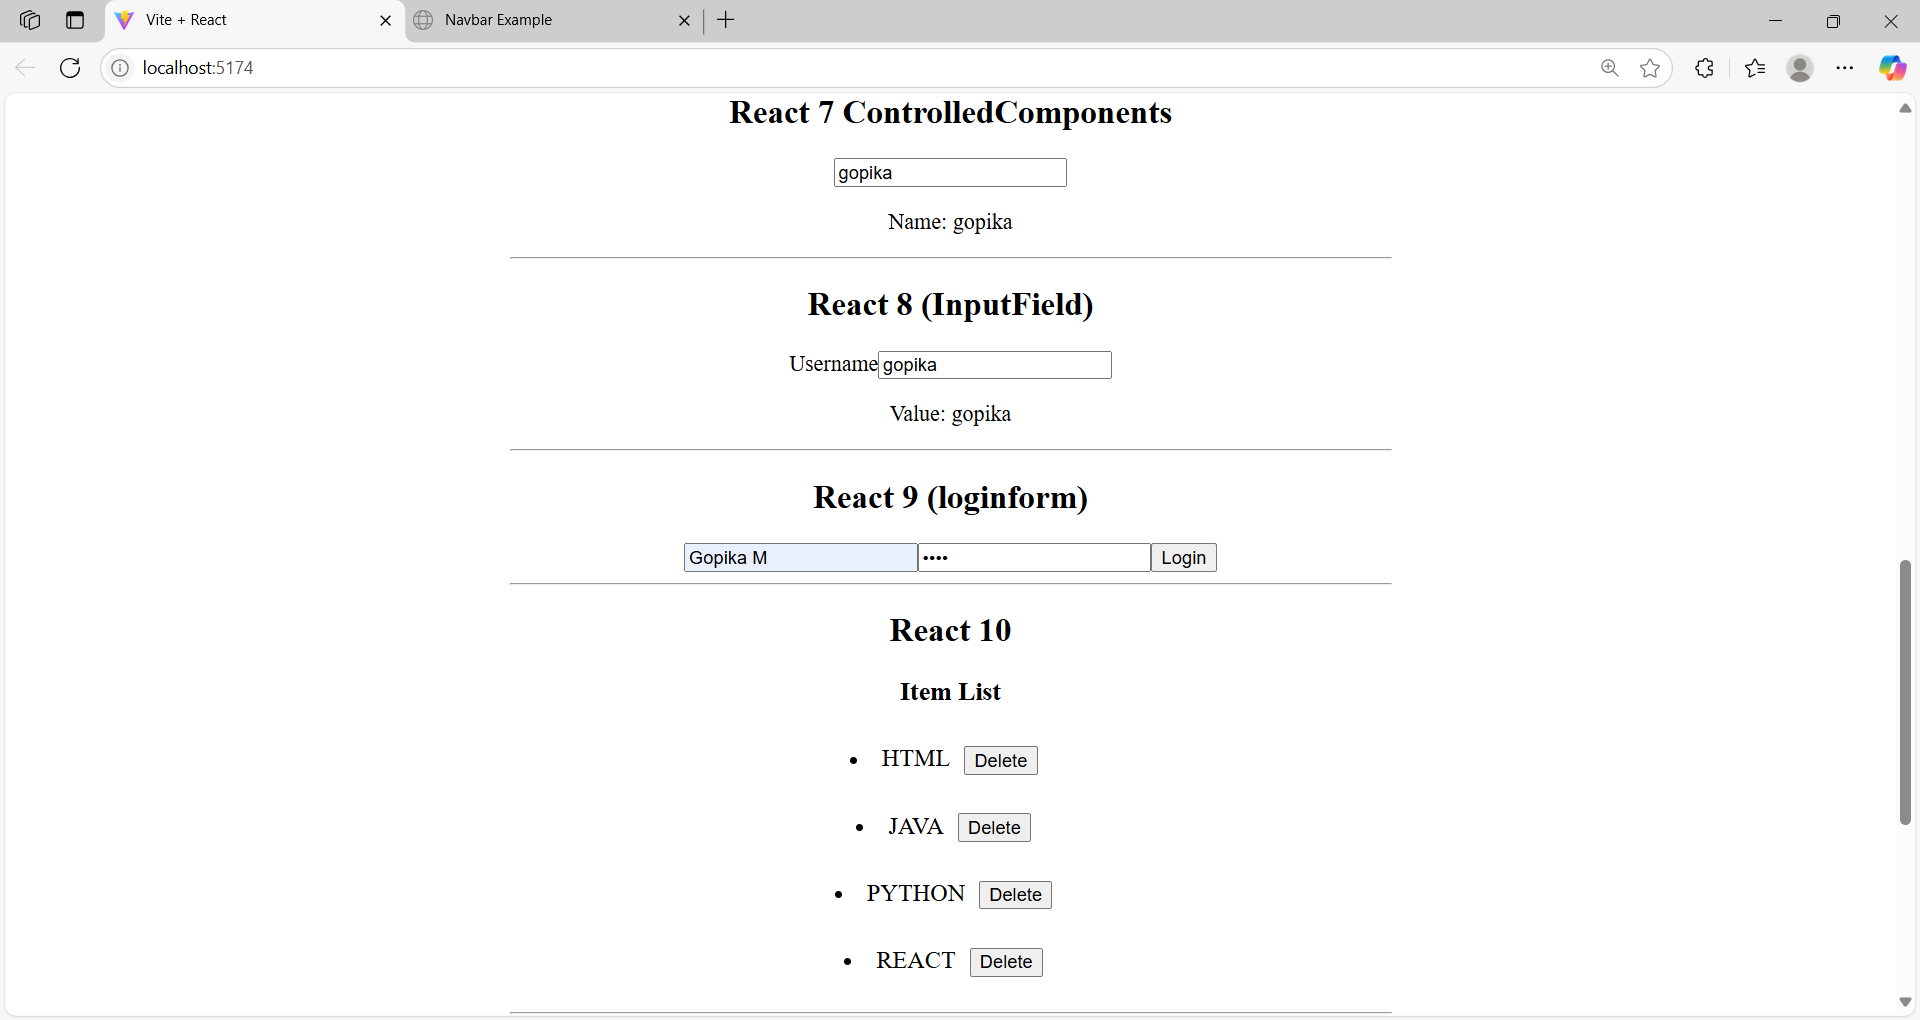 Vite + React
Navbar Example
localhost:5174
React 7 ControlledComponents
gopika
Name: gopika
React 8 (InputField)
Username gopika
Value: gopika
React 9 (loginform)
Gopika M •••• Login
React 10
Item List
• HTML Delete
• JAVA Delete
• PYTHON Delete
• REACT Delete